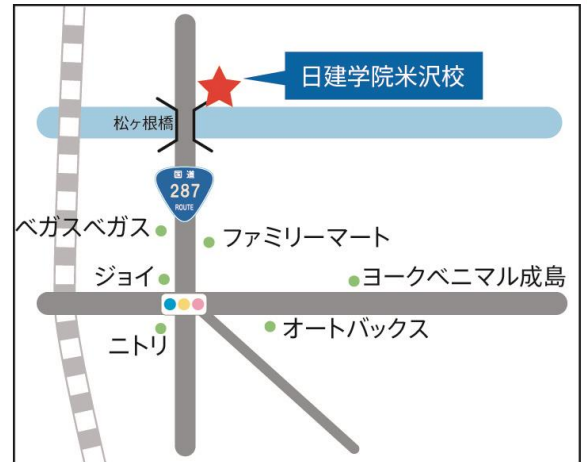 日建学院米沢校
松ヶ根橋
国道
287
ROUTE
ベガスベガス
ファミリーマート
ジョイ
ヨークベニマル成島
ニトリ
オートバックス